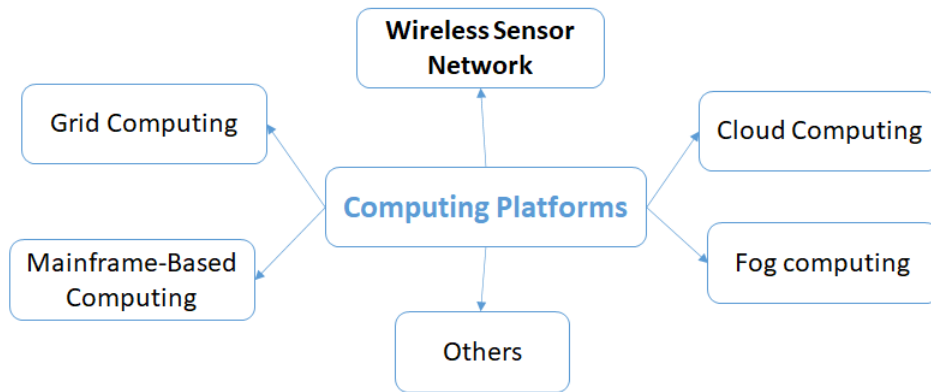 Wireless Sensor
Network
Grid Computing
Cloud Computing
Computing Platforms
Mainframe-Based
Computing
Fog computing
Others